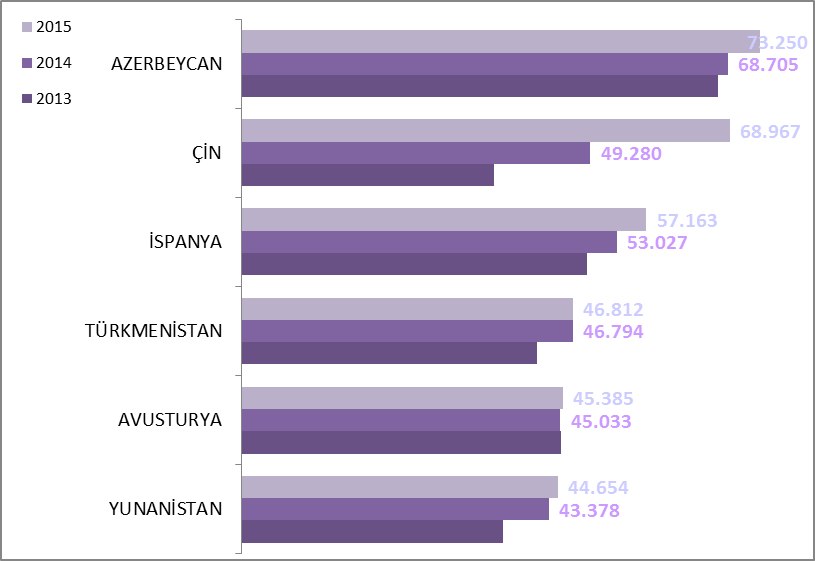 2015
2014
2013
AZERBEYCAN
73.250
68.705
ÇİN
68.967
49.280
İSPANYA
57.163
53.027
TÜRKMENİSTAN
46.812
46.794
AVUSTURYA
45.385
45.033
YUNANİSTAN
44.654
43.378